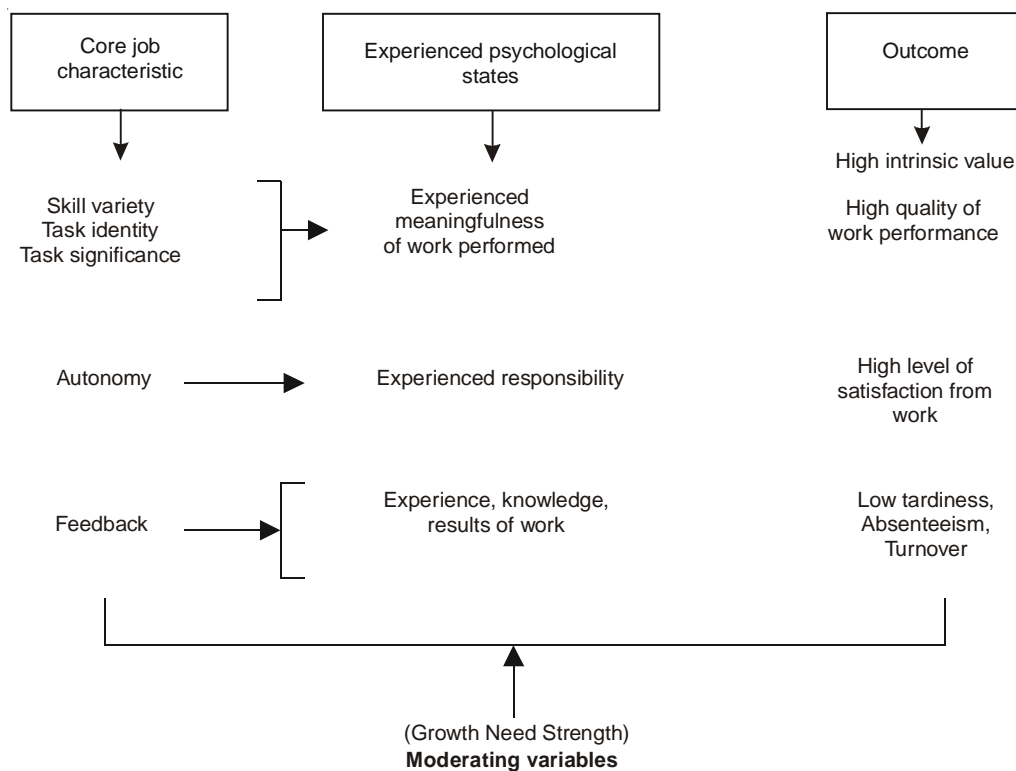 Core job
characteristic
Experienced psychological
states
Outcome
High intrinsic value
Skill variety
Task identity
Task significance
Experienced
meaningfulness
of work performed
High quality of
work performance
Autonomy
Experienced responsibility
High level of
satisfaction from
work
Feedback
Experience, knowledge,
results of work
Low tardiness,
Absenteeism,
Turnover
(Growth Need Strength)
Moderating variables